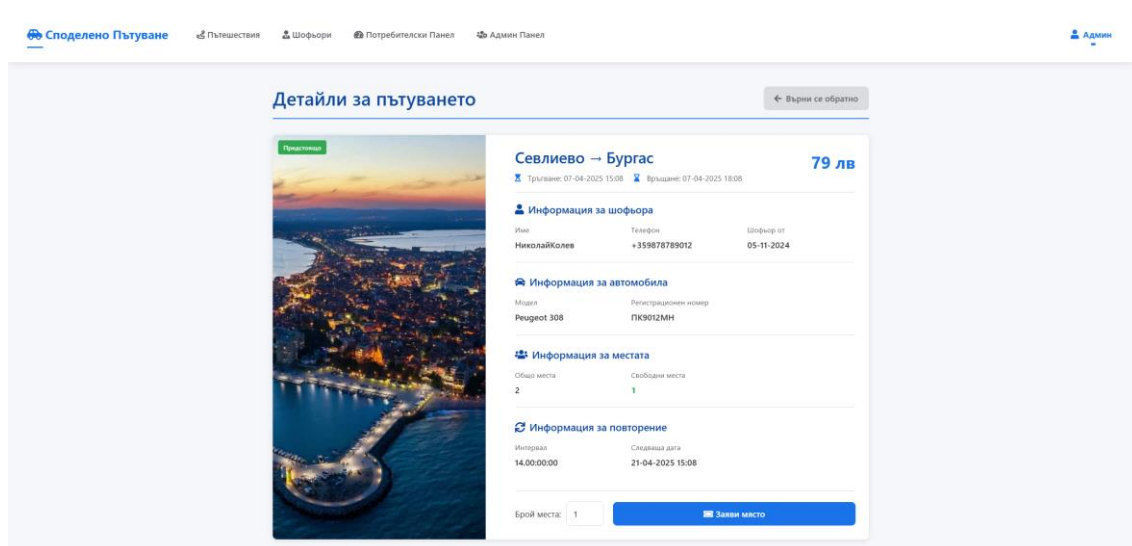 Споделено Пътуване Пътешествия Шофьори Потребителски Панел Админ Панел Админ
Детайли за пътуването Върни се обратно
Предстоящо
Севлиево → Бургас 79 лв
Тръгване: 07-04-2025 15:08 Връщане: 07-04-2025 18:08
Информация за шофьора
Име Телефон Шофьор от
НиколайКолев +359878789012 05-11-2024
Информация за автомобила
Модел Регистрационен номер
Peugeot 308 ПК9012МН
Информация за местата
Общо места Свободни места
2 1
Информация за повторение
Интервал Следваща дата
14.00:00:00 21-04-2025 15:08
Брой места: 1 Заяви място